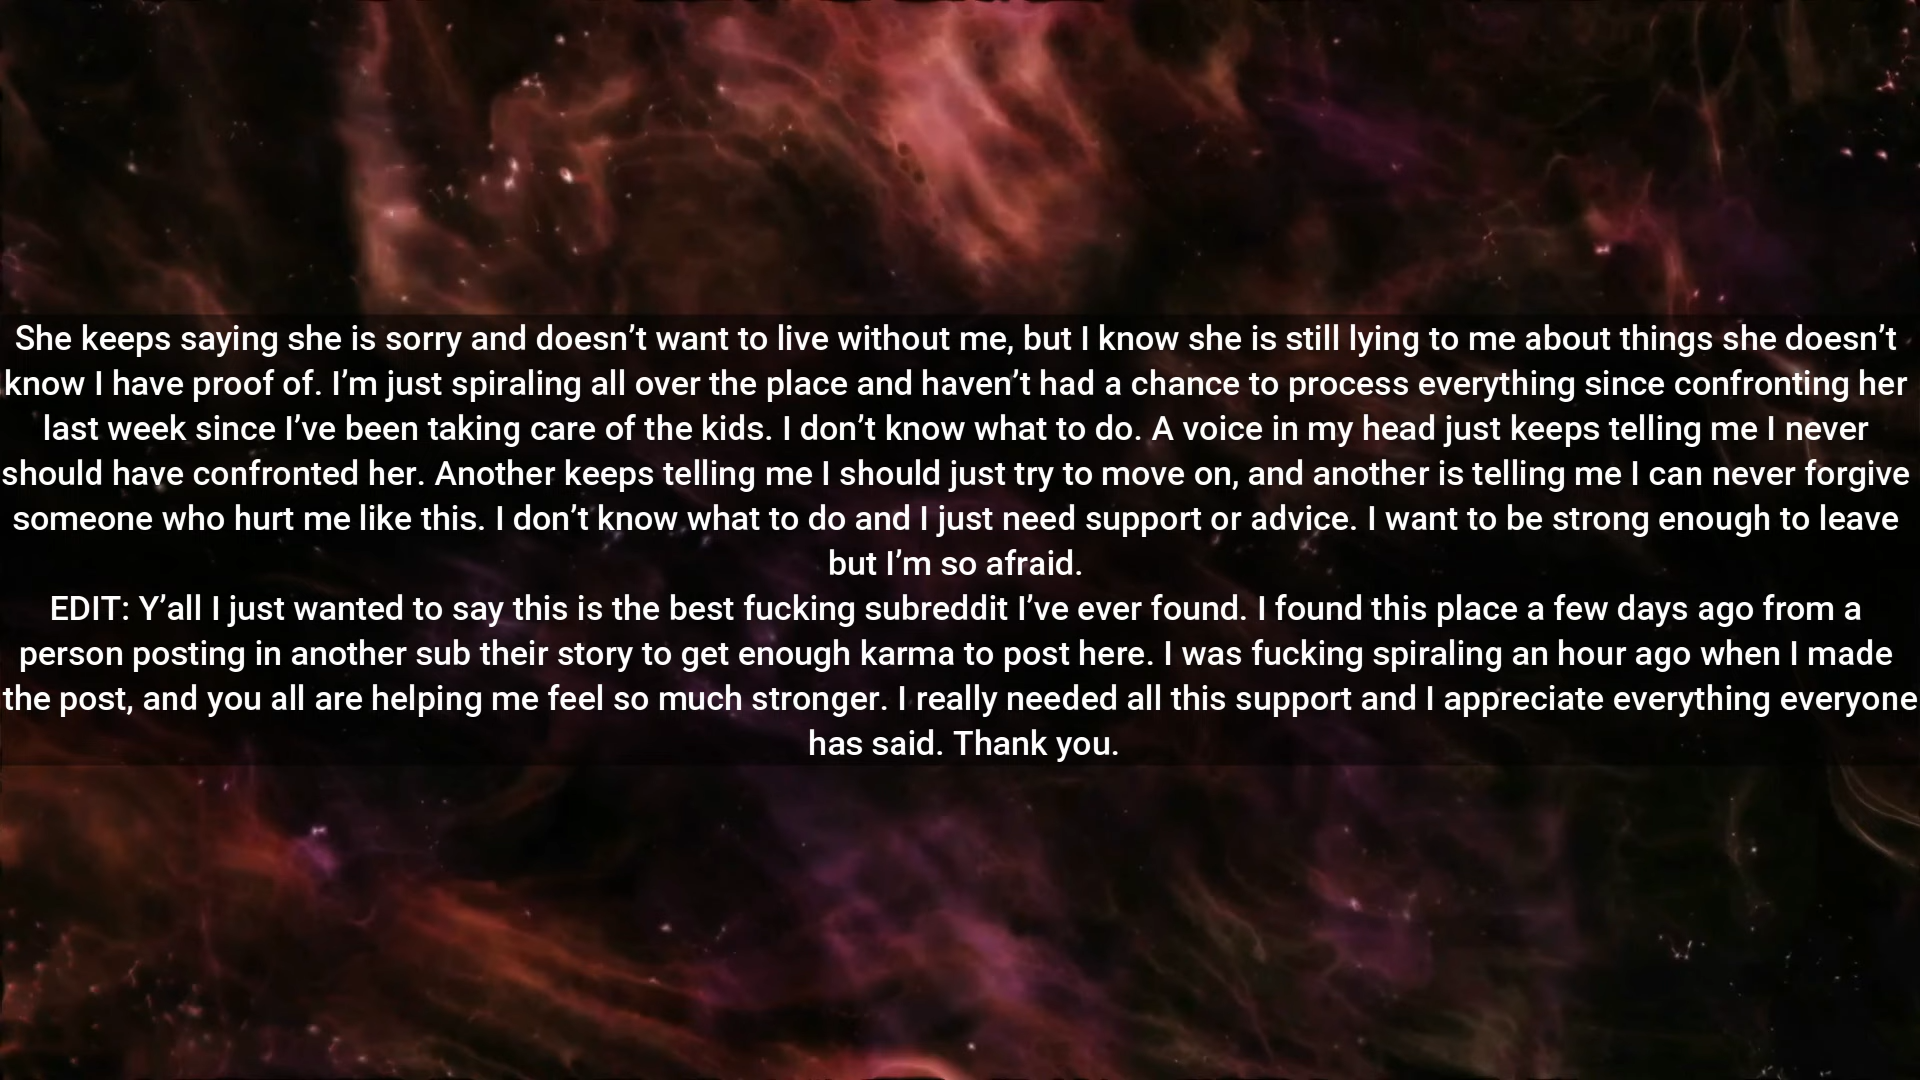 She keeps saying she is sorry and doesn’t want to live without me, but I know she is still lying to me about things she doesn’t
know I have proof of. I’m just spiraling all over the place and haven’t had a chance to process everything since confronting her
last week since I’ve been taking care of the kids. I don’t know what to do. A voice in my head just keeps telling me I never
should have confronted her. Another keeps telling me I should just try to move on, and another is telling me I can never forgive
someone who hurt me like this. I don’t know what to do and I just need support or advice. I want to be strong enough to leave
but I’m so afraid.
EDIT: Y’all I just wanted to say this is the best fucking subreddit I’ve ever found. I found this place a few days ago from a
person posting in another sub their story to get enough karma to post here. I was fucking spiraling an hour ago when I made
the post, and you all are helping me feel so much stronger. I really needed all this support and I appreciate everything everyone
has said. Thank you.